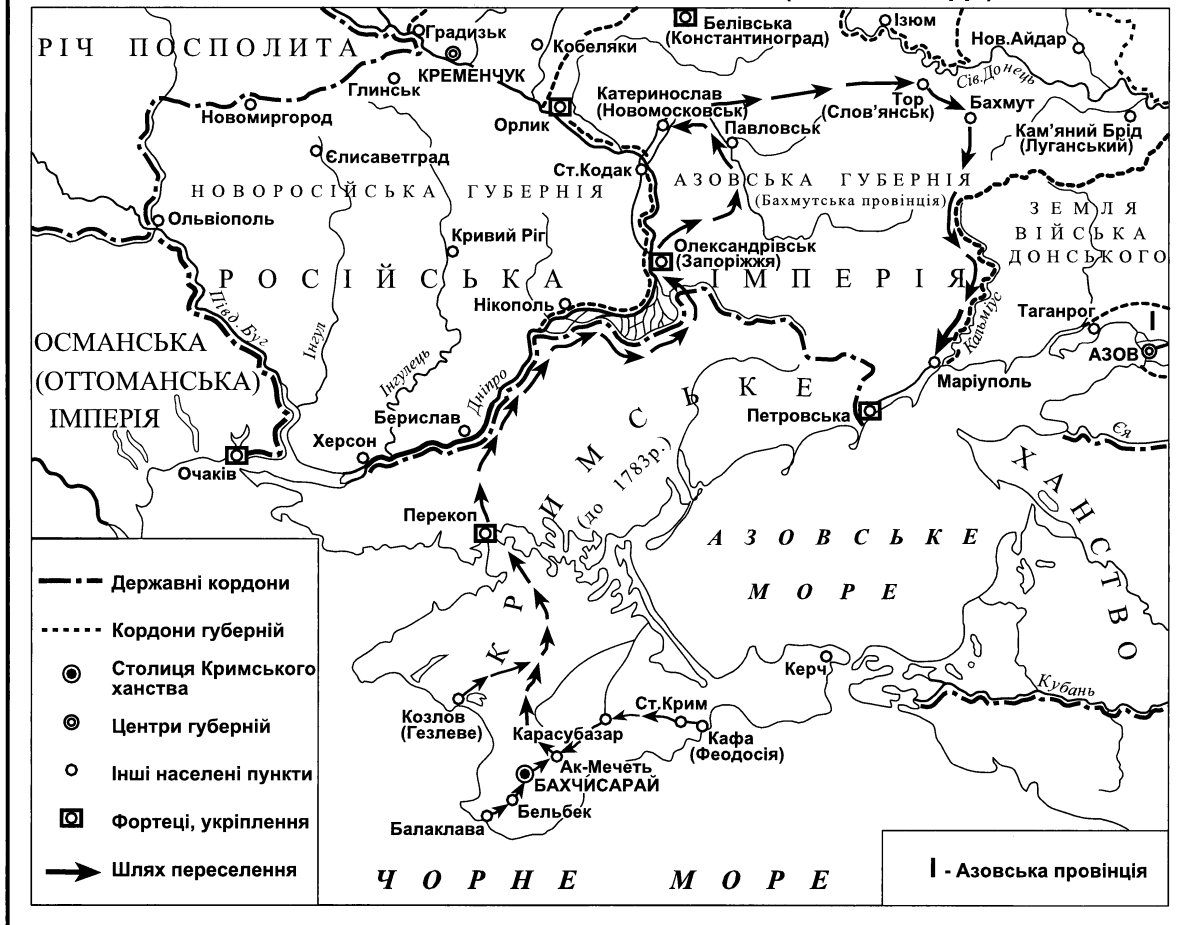 РІЧ ПОСПОЛИТА
Градизьк
КРЕМЕНЧУК
Глинськ
Кобеляки
Белівська
(Константиноград)
Ізюм
Нов.Айдар
Сів.Донець
Новомиргород
Орлик
Катеринослав
(Новомосковськ)
Тор
(Слов’янськ)
Бахмут
Кам’яний Брід
(Луганський)
Павловськ
Єлисаветград
Ст.Кодак
НОВОРОСІЙСЬКА ГУБЕРНІЯ
АЗОВСЬКА ГУБЕРНІЯ
(Бахмутська провінція)
ЗЕМЛЯ
ВІЙСЬКА
ДОНСЬКОГО
Ольвіополь
Кривий Ріг
Олександрівськ
(Запоріжжя)
РОСІЙСЬКА ІМПЕРІЯ
Півд.Буг
Інгул
Інгулець
Нікополь
Дніпро
Кальміус
Таганрог
І
АЗОВ
ОСМАНСЬКА
(ОТТОМАНСЬКА)
ІМПЕРІЯ
Маріуполь
Петровська
Берислав
Херсон
Очаків
Єя
КРИМСЬКЕ
(до 1783р.)
ХАНСТВО
Перекоп
АЗОВСЬКЕ
МОРЕ
Керч
Кубань
Козлов
(Гезлеве)
Ст.Крим
Карасубазар
Кафа
(Феодосія)
Ак-Мечеть
БАХЧИСАРАЙ
Бельбек
Балаклава
ЧОРНЕ МОРЕ
Державні кордони
Кордони губерній
Столиця Кримського
ханства
Центри губерній
Інші населені пункти
Фортеці, укріплення
Шлях переселення
І - Азовська провінція